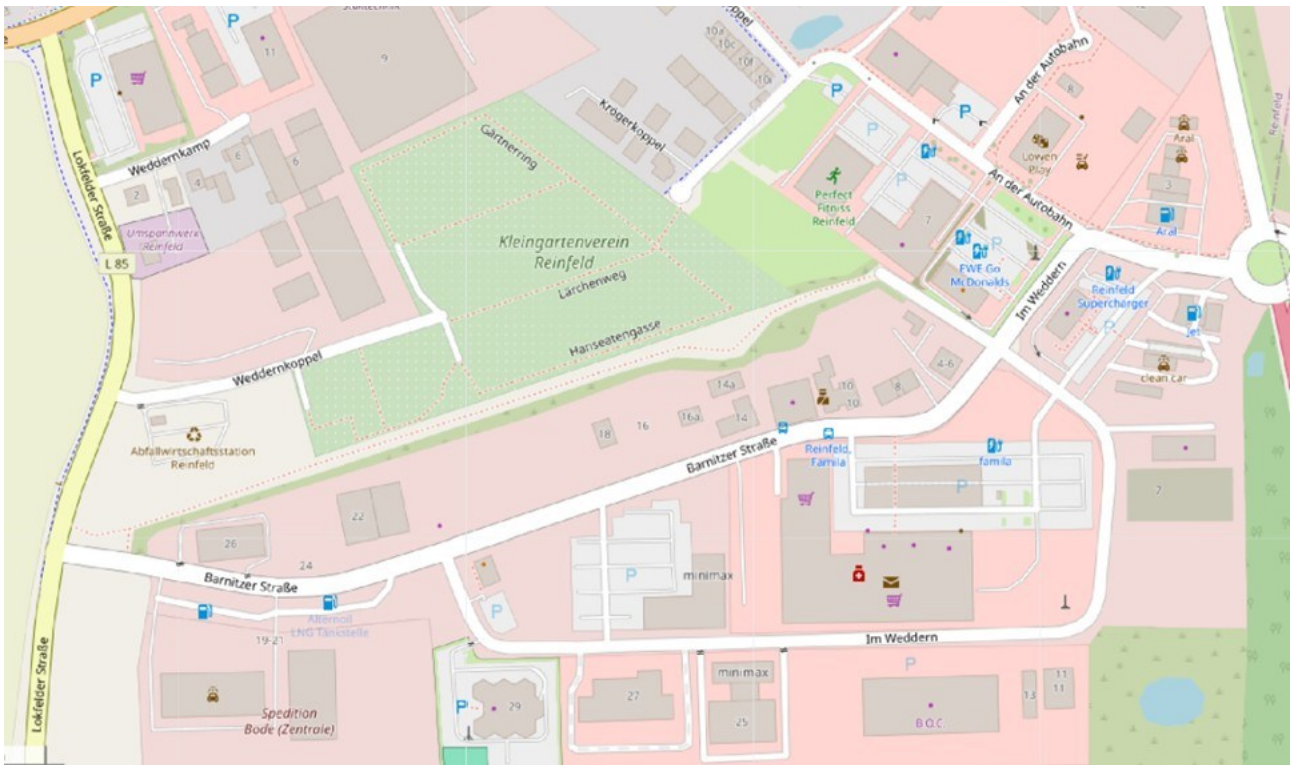 P
11
9
koppel
10a
10c
10f
10i
P
P
An der Autobahn
8
Reinfeld
Lokfelder Straße
Weddernkamp
6
6
4
2
Umspannwerk
Reinfeld
L 85
Gärtnerring
Krögerkoppel
Kleingartenverein
Reinfeld
Lärchenweg
Hanseatengasse
P
P
Perfect
Fitniss
Reinfeld
7
Löwen
Play
Aral
3
Aral
An der Autobahn
P
EWE Go
McDonalds
Im Weddern
Reinfeld
Supercharger
P
Jet
clean car
Weddernkoppel
Abfallwirtschaftsstation
Reinfeld
14a
16a
14
16
18
10
10
8
4-6
Barnitzer Straße
Reinfeld,
Famila
famila
P
7
22
26
24
Barnitzer Straße
Alternoil
LNG Tankstelle
19-21
P
P
minimax
Im Weddern
P
Lokfelder Straße
Spedition
Bode (Zentrale)
P
29
27
minimax
25
B.O.C.
13
11
11